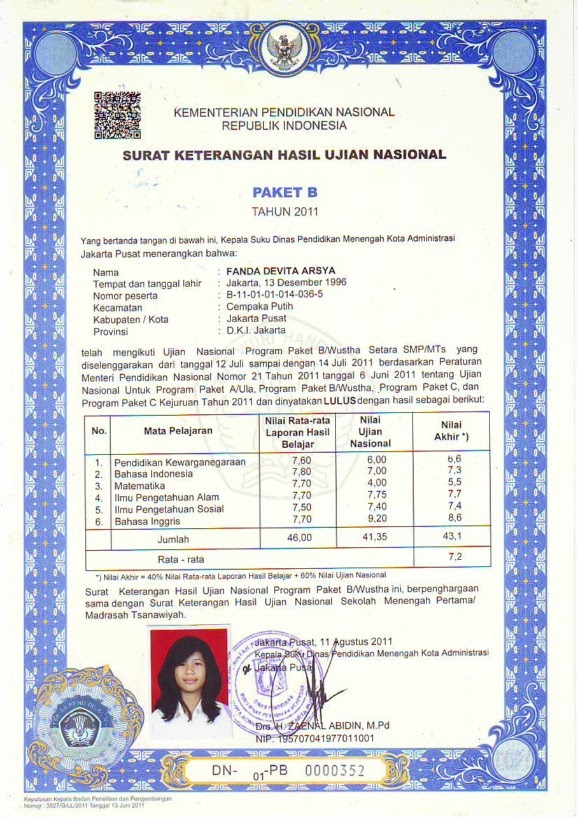 KEMENTERIAN PENDIDIKAN NASIONAL
REPUBLIK INDONESIA
SURAT KETERANGAN HASIL UJIAN NASIONAL
PAKET B
TAHUN 2011
Yang bertanda tangan di bawah ini, Kepala Suku Dinas Pendidikan Menengah Kota Administrasi
Jakarta Pusat menerangkan bahwa:
Nama : FANDA DEVITA ARSYA
Tempat dan tanggal lahir : Jakarta, 13 Desember 1996
Nomor peserta : B-11-01-01-014-036-5
Kecamatan : Cempaka Putih
Kabupaten / Kota : Jakarta Pusat
Provinsi : D.K.I. Jakarta
telah mengikuti Ujian Nasional Program Paket B/Wustha Setara SMP/MTs yang
diselenggarakan dari tanggal 12 Juli sampai dengan 14 Juli 2011 berdasarkan Peraturan
Menteri Pendidikan Nasional Nomor 21 Tahun 2011 tanggal 6 Juni 2011 tentang Ujian
Nasional Untuk Program Paket A/Ula, Program Paket B/Wustha, Program Paket C, dan
Program Paket C Kejuruan Tahun 2011 dan dinyatakan LULUS dengan hasil sebagai berikut:
No. Mata Pelajaran Nilai Rata-rata Laporan Hasil Belajar Nilai Ujian Nasional Nilai Akhir *)
1. Pendidikan Kewarganegaraan 7,60 6,00 6,6
2. Bahasa Indonesia 7,80 7,00 7,3
3. Matematika 7,70 4,00 5,5
4. Ilmu Pengetahuan Alam 7,70 7,75 7,7
5. Ilmu Pengetahuan Sosial 7,50 7,40 7,4
6. Bahasa Inggris 7,70 9,20 8,6
Jumlah 46,00 41,35 43,1
Rata - rata 7,2
*) Nilai Akhir = 40% Nilai Rata-rata Laporan Hasil Belajar + 60% Nilai Ujian Nasional
Surat Keterangan Hasil Ujian Nasional Program Paket B/Wustha ini, berpenghargaan
sama dengan Surat Keterangan Hasil Ujian Nasional Sekolah Menengah Pertama/
Madrasah Tsanawiyah.
Jakarta Pusat, 11 Agustus 2011
Kepala Suku Dinas Pendidikan Menengah Kota Administrasi
Jakarta Pusat
Drs. H. ZAENAL ABIDIN, M.Pd
NIP. 195707041977011001
DN- 01-PB 0000352
Keputusan Kepala Badan Penelitian dan Pengembangan
Nomor : 3827/G/LL/2011 Tanggal 13 Juni 2011